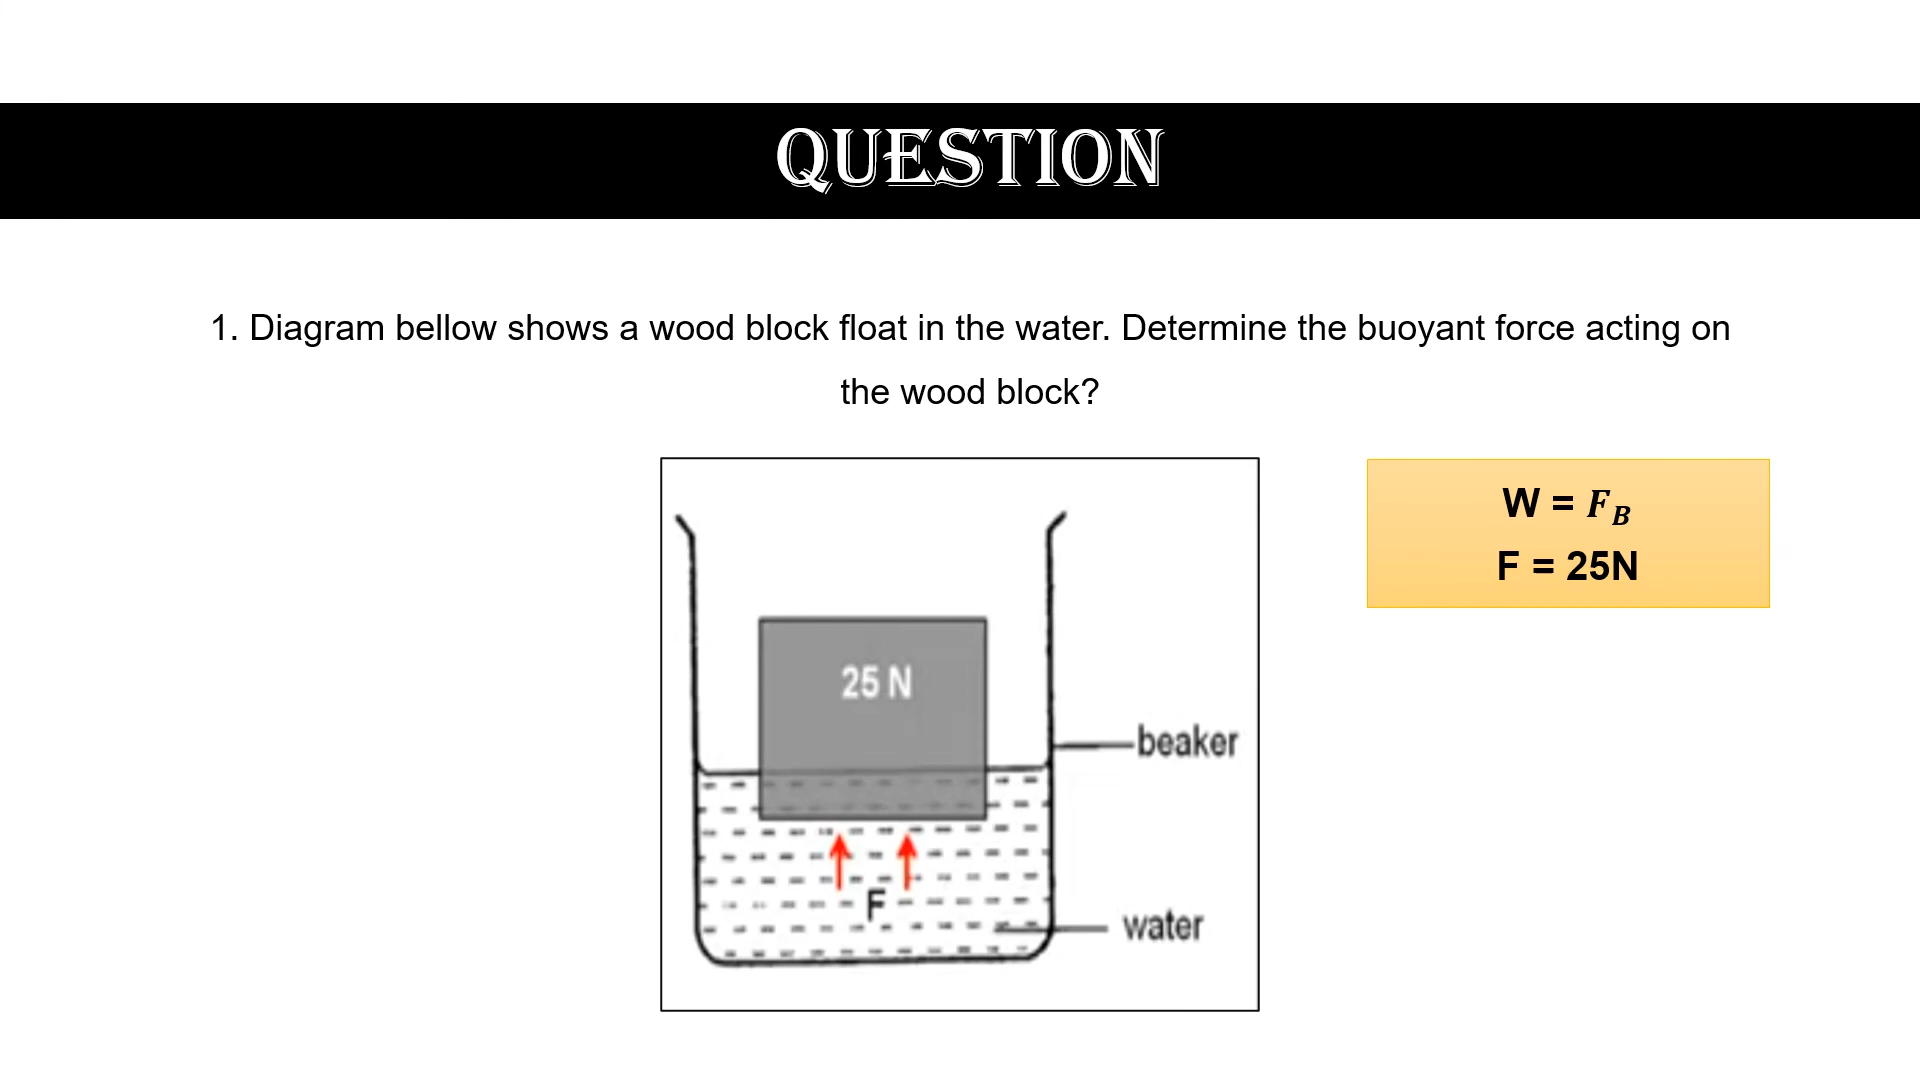 QUESTION
1. Diagram bellow shows a wood block float in the water. Determine the buoyant force acting on
the wood block?
W = F_B
F = 25N
25 N
beaker
F
water